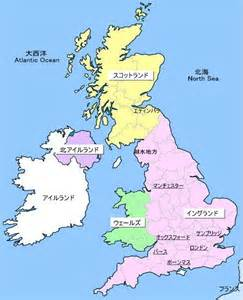 大西洋
Atlantic Ocean
北海
North Sea
スコットランド
エディンバラ
北アイルランド
湖水地方
マンチェスター
アイルランド
イングランド
ウェールズ
オックスフォード
ケンブリッジ
ロンドン
バース
ボーンマス
フランス